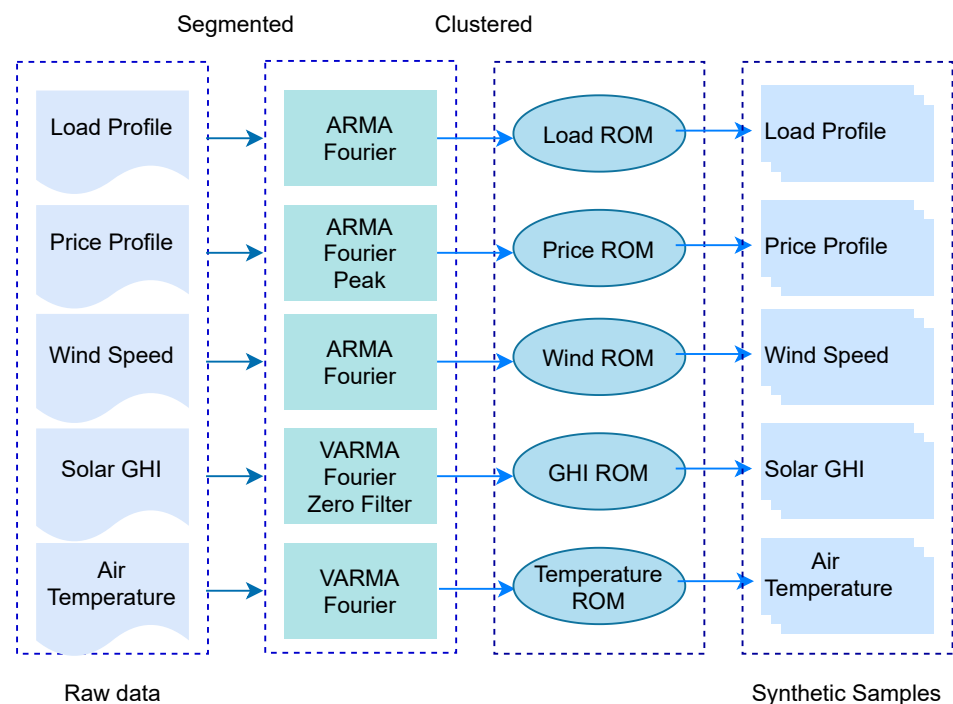 Segmented
Clustered
Load Profile
ARMA
Fourier
Load ROM
Load Profile
Price Profile
ARMA
Fourier
Peak
Price ROM
Price Profile
Wind Speed
ARMA
Fourier
Wind ROM
Wind Speed
Solar GHI
VARMA
Fourier
Zero Filter
GHI ROM
Solar GHI
Air
Temperature
VARMA
Fourier
Temperature
ROM
Air
Temperature
Raw data
Synthetic Samples